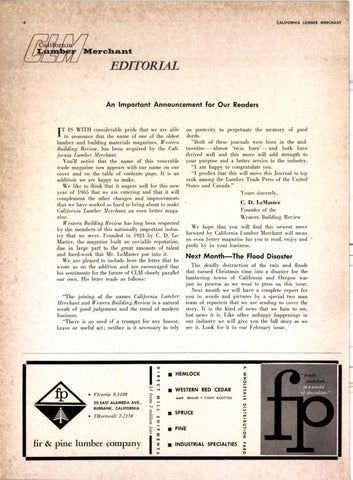 4
CALIFORNIA LUMBER MERCHANT
CLM
California
Lumber Merchant
EDITORIAL
An Important Announcement for Our Readers
IT IS WITH considerable pride that we are able
to announce that the name of one of the oldest
lumber and building materials magazines, Western
Building Review, has been acquired by the Cali-
fornia Lumber Merchant.
You'll notice that the name of this venerable
trade magazine now appears with our name on our
cover and on the table of contents page. It is an
addition we are happy to make.
We like to think that it augers well for this new
year of 1965 that we are entering and that it will
complement the other changes and improvements
that we have worked so hard to bring about to make
California Lumber Merchant an even better maga-
zine.
Western Building Review has long been respected
by the members of this nationally important indus-
try that we serve. Founded in 1921 by C. D. Le-
Master, the magazine built an enviable reputation,
due in large part to the great amounts of talent
and hard-work that Mr. LeMaster put into it.
We are pleased to include here the letter that he
wrote us on the addition and are encouraged that
his sentiments for the future of CLM closely parallel
our own. His letter reads as follows:
"The joining of the names California Lumber
Merchant and Western Building Review is a natural
result of good judgement and the trend of modern
business.
"There is no need of a trumpet for any honest,
brave or useful act; neither is it necessary to rely
on posterity to perpetuate the memory of good
deeds.
"Both of these journals were born in the mid-
twenties—almost 'twin born'—and both have
thrived well and this move will add strength to
your purpose and a better service to the industry.
"I am happy to congratulate you.
"I predict that this will move this Journal to top
rank among the Lumber Trade Press of the United
States and Canada."
Yours sincerely,
C. D. LeMaster
Founder of the
Western Building Review
We hope that you will find this newest move
forward by California Lumber Merchant will mean
an even better magazine for you to read, enjoy and
profit by in your business.
Next Month—The Flood Disaster
The deadly destruction of the rain and floods
that turned Christmas time into a disaster for the
lumbering towns of California and Oregon was
just in process as we went to press on this issue.
Next month we will have a complete report for
you in words and pictures by a special two man
team of reporters that we are sending to cover the
story. It is the kind of news that we hate to see,
but news it is. Like other unhappy happenings in
our industry we will give you the full story as we
see it. Look for it in our February issue.
fp
• Victoria 9-3100
25 EAST ALAMEDA AVE.,
BURBANK, CALIFORNIA
• THornwall 2-2158
fir & pine lumber company
DIRECT MILL SHIPMENTS
HEMLOCK
WESTERN RED CEDAR
SPRUCE
PINE
INDUSTRIAL SPECIALTIES
A WHOLESALE DISTRIBUTION YARD
fp